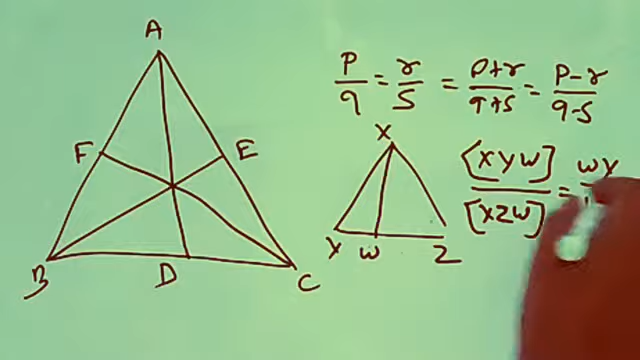 A
F
E
B
D
C
p/q = r/s = p+r/q+s = p-r/q-s
X
Y
W
Z
[XYW]/[XZW] = WY